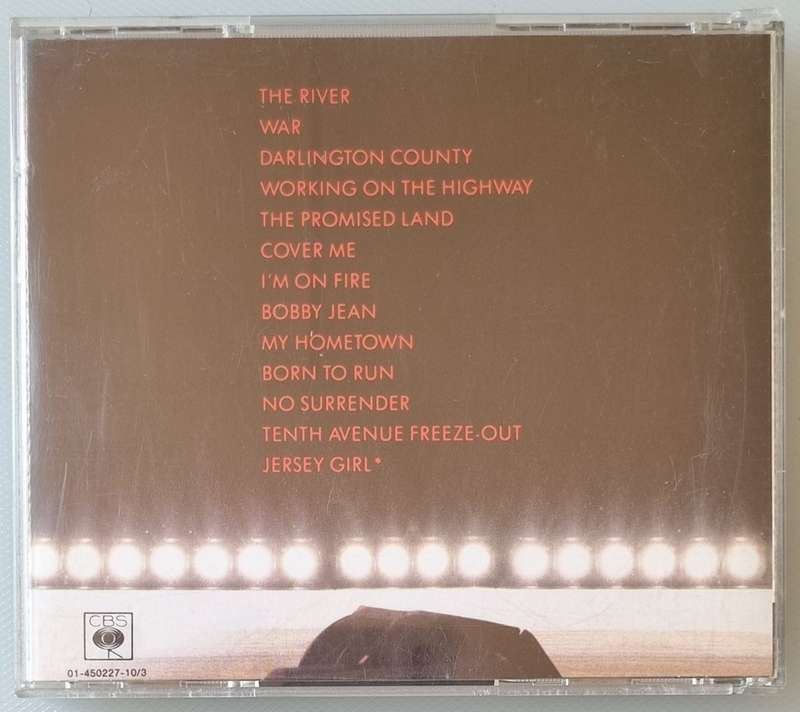 THE RIVER
WAR
DARLINGTON COUNTY
WORKING ON THE HIGHWAY
THE PROMISED LAND
COVER ME
I'M ON FIRE
BOBBY JEAN
MY HOMETOWN
BORN TO RUN
NO SURRENDER
TENTH AVENUE FREEZE-OUT
JERSEY GIRL*
CBS
01-450227-10/3